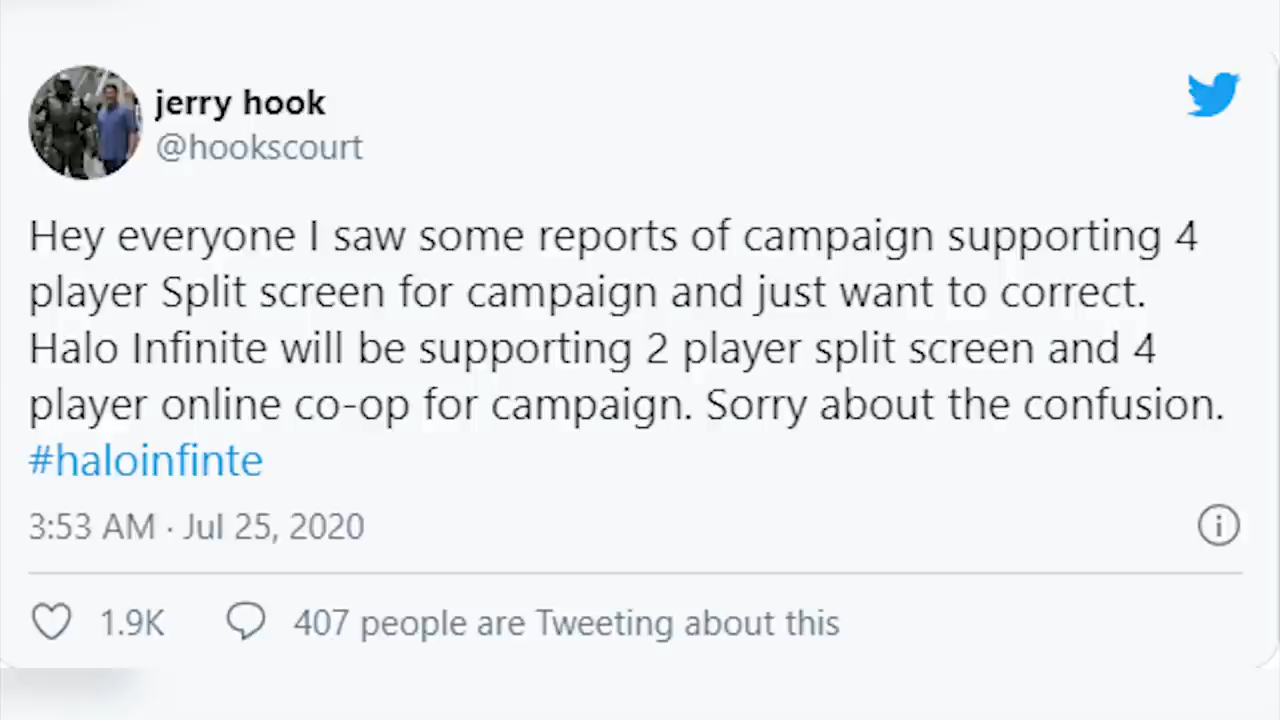 jerry hook
@hookscourt
Hey everyone I saw some reports of campaign supporting 4
player Split screen for campaign and just want to correct.
Halo Infinite will be supporting 2 player split screen and 4
player online co-op for campaign. Sorry about the confusion.
#haloinfinte
3:53 AM · Jul 25, 2020
1.9K 407 people are Tweeting about this